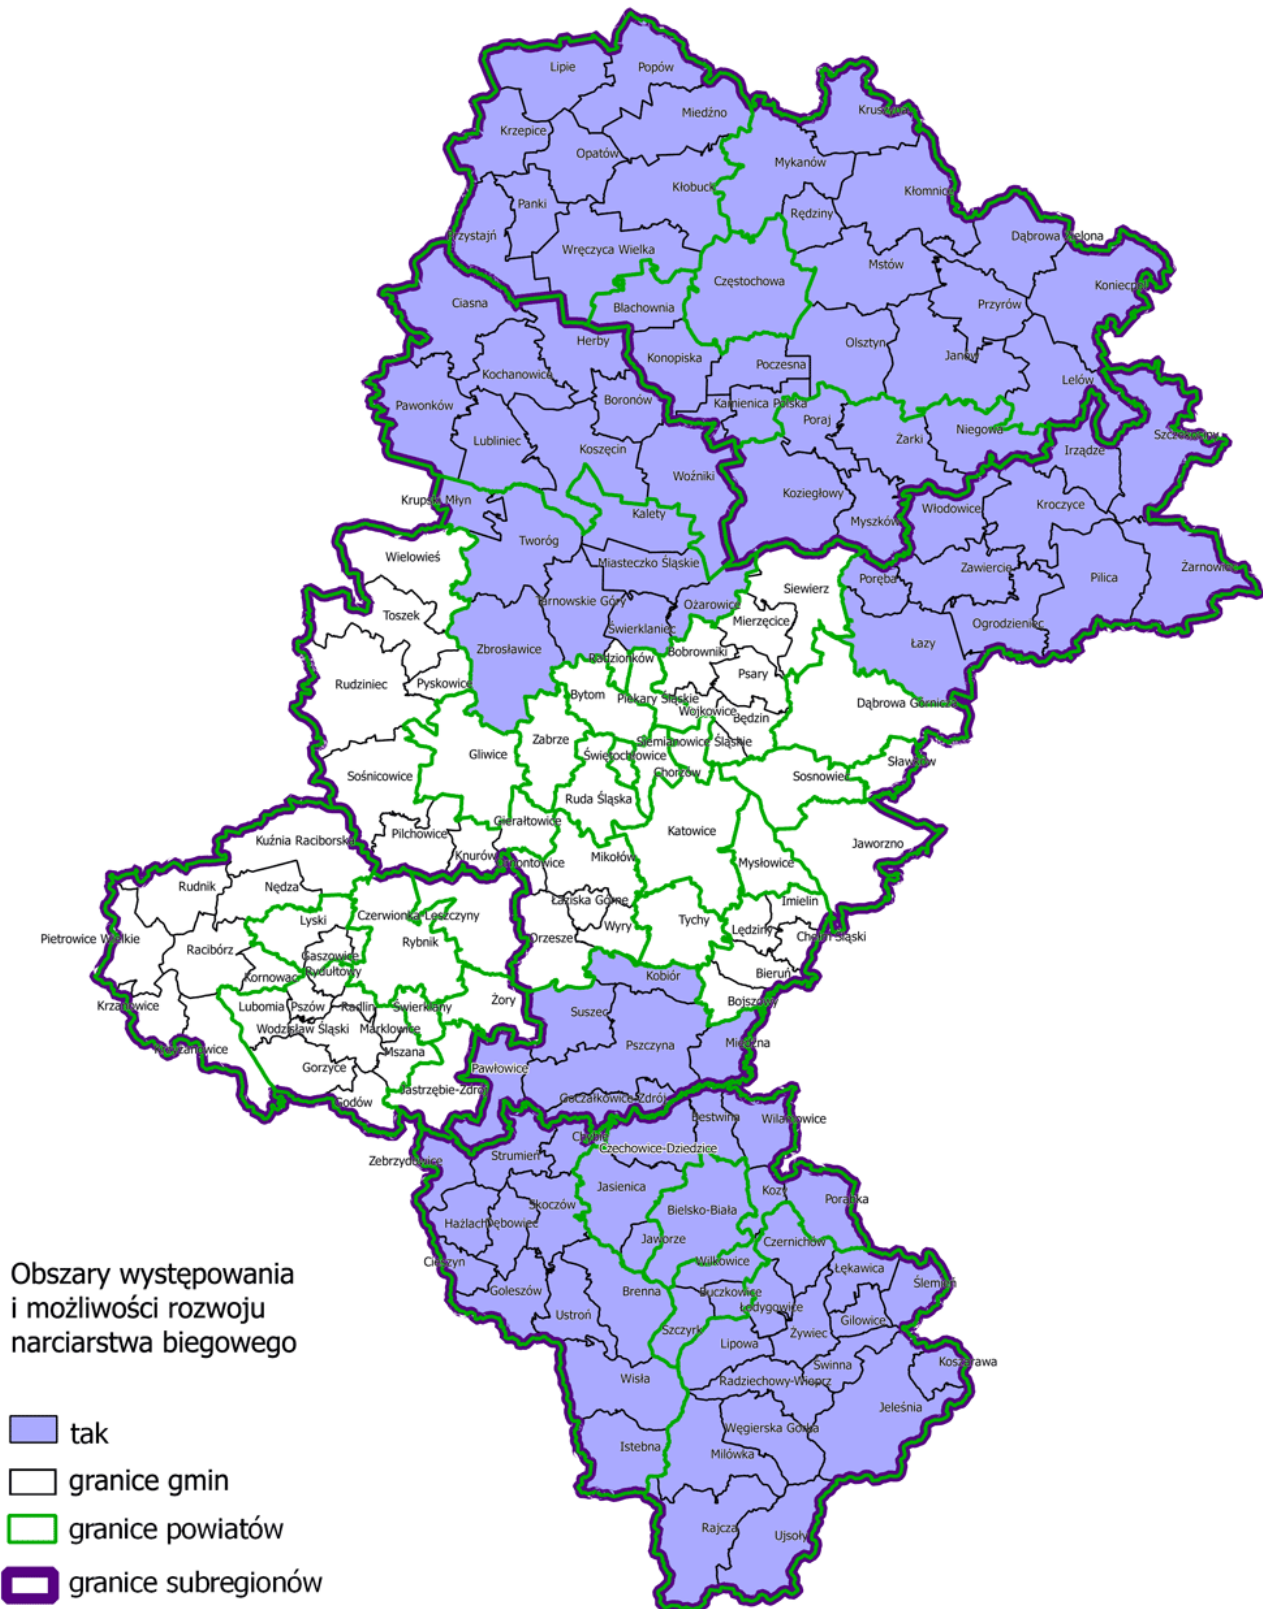 Lipie
Popów
Miedźno
Kruszyna
Krzepice
Opatów
Mykanów
Kłobuck
Kłomnice
Panki
Rędziny
Przystajń
Wręczyca Wielka
Dąbrowa Zielona
Mstów
Częstochowa
Koniecpol
Ciasna
Blachownia
Przyrów
Herby
Olsztyn
Konopiska
Janów
Poczesna
Kochanowice
Lelów
Pawonków
Boronów
Kamienica Polska
Poraj
Niegowa
Żarki
Szczekociny
Lubliniec
Koszęcin
Irządze
Woźniki
Krupski Młyn
Koziegłowy
Włodowice
Kroczyce
Kalety
Myszków
Tworóg
Wielowieś
Miasteczko Śląskie
Zawiercie
Żarnowiec
Poręba
Pilica
Siewierz
Tarnowskie Góry
Ożarowice
Toszek
Mierzęcice
Ogrodzieniec
Świerklaniec
Łazy
Zbrosławice
Bobrowniki
Radzionków
Psary
Rudziniec
Pyskowice
Bytom
Piekary Śląskie
Dąbrowa Górnicza
Wojkowice
Będzin
Zabrze
Siemianowice Śląskie
Gliwice
Świętochłowice
Sławków
Sośnicowice
Chorzów
Sosnowiec
Ruda Śląska
Gierałtowice
Katowice
Pilchowice
Kuźnia Raciborska
Jaworzno
Knurów
Mikołów
Ornontowice
Mysłowice
Rudnik
Nędza
Łaziska Górne
Imielin
Czerwionka-Leszczyny
Lyski
Tychy
Wyry
Lędziny
Pietrowice Wielkie
Rybnik
Orzesze
Chełm Śląski
Racibórz
Gaszowice
Rydułtowy
Kornowac
Kobiór
Bieruń
Żory
Bojszowy
Krzanowice
Lubomia
Pszów
Radlin
Świerklany
Suszec
Wodzisław Śląski
Marklowice
Miedźna
Krzyżanowice
Mszana
Pszczyna
Gorzyce
Pawłowice
Jastrzębie-Zdrój
Godów
Goczałkowice-Zdrój
Bestwina
Wilamowice
Chybie
Czechowice-Dziedzice
Zebrzydowice
Strumień
Jasienica
Kozy
Porąbka
Skoczów
Bielsko-Biała
Hażlach
Dębowiec
Jaworze
Czernichów
Cieszyn
Wilkowice
Łękawica
Goleszów
Brenna
Buczkowice
Ślemień
Łodygowice
Ustroń
Gilowice
Szczyrk
Żywiec
Lipowa
Świnna
Koszarawa
Wisła
Radziechowy-Wieprz
Jeleśnia
Węgierska Górka
Istebna
Milówka
Rajcza
Ujsoły
Obszary występowania
i możliwości rozwoju
narciarstwa biegowego
tak
granice gmin
granice powiatów
granice subregionów